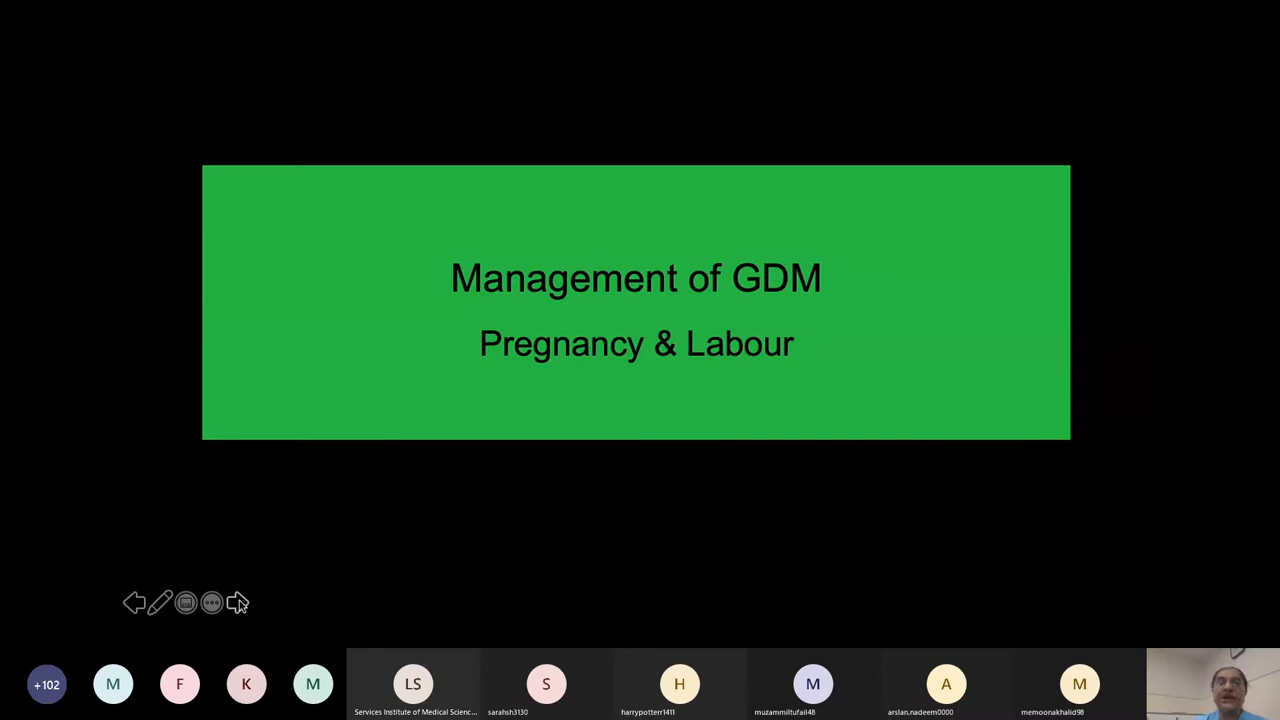 Management of GDM
Pregnancy & Labour
+102
M
F
K
M
LS
S
H
M
A
M
Services Institute of Medical Scienc...
sarahsh3130
harrypotterr1411
muzammiltufail48
arslan.nadeem0000
memoonakhalid98